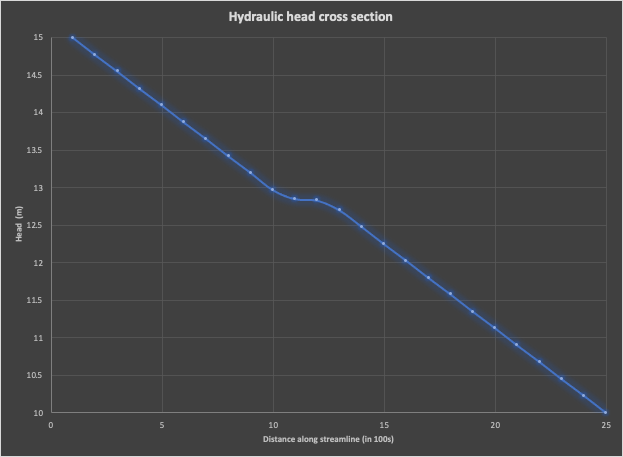 Hydraulic head cross section
15
14.5
14
13.5
13
12.5
12
11.5
11
10.5
10
Head (m)
0 5 10 15 20 25
Distance along streamline (in 100s)